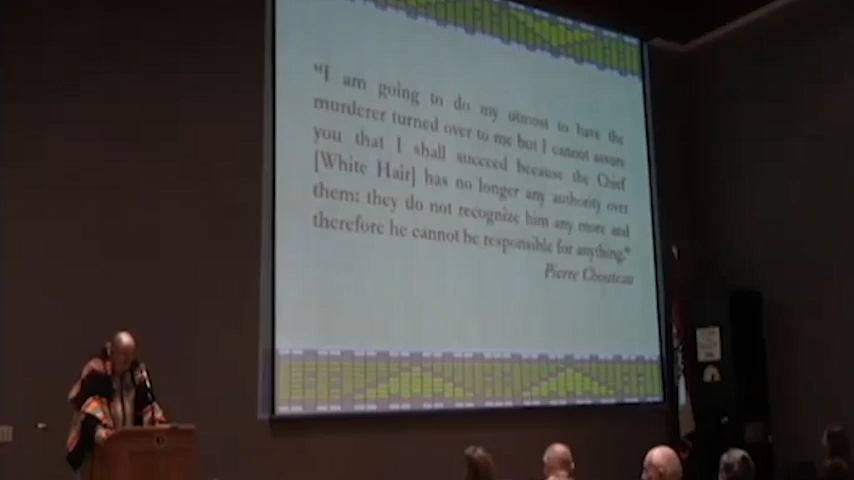 "I am going to do my utmost to have the
murderer turned over to me but I cannot assure
you that I shall succeed because the Chief
[White Hair] has no longer any authority over
them: they do not recognize him any more and
therefore he cannot be responsible for anything."
Pierre Chouteau